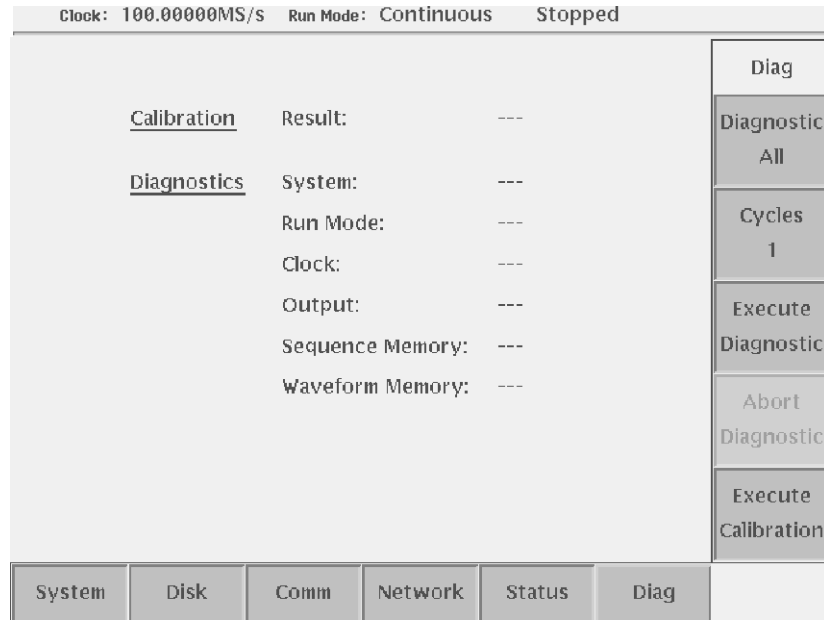 Clock: 100.00000MS/s Run Mode: Continuous Stopped
Calibration Result: ---
Diagnostics System: ---
Run Mode: ---
Clock: ---
Output: ---
Sequence Memory: ---
Waveform Memory: ---
Diag
Diagnostic
All
Cycles
1
Execute
Diagnostic
Abort
Diagnostic
Execute
Calibration
System Disk Comm Network Status Diag